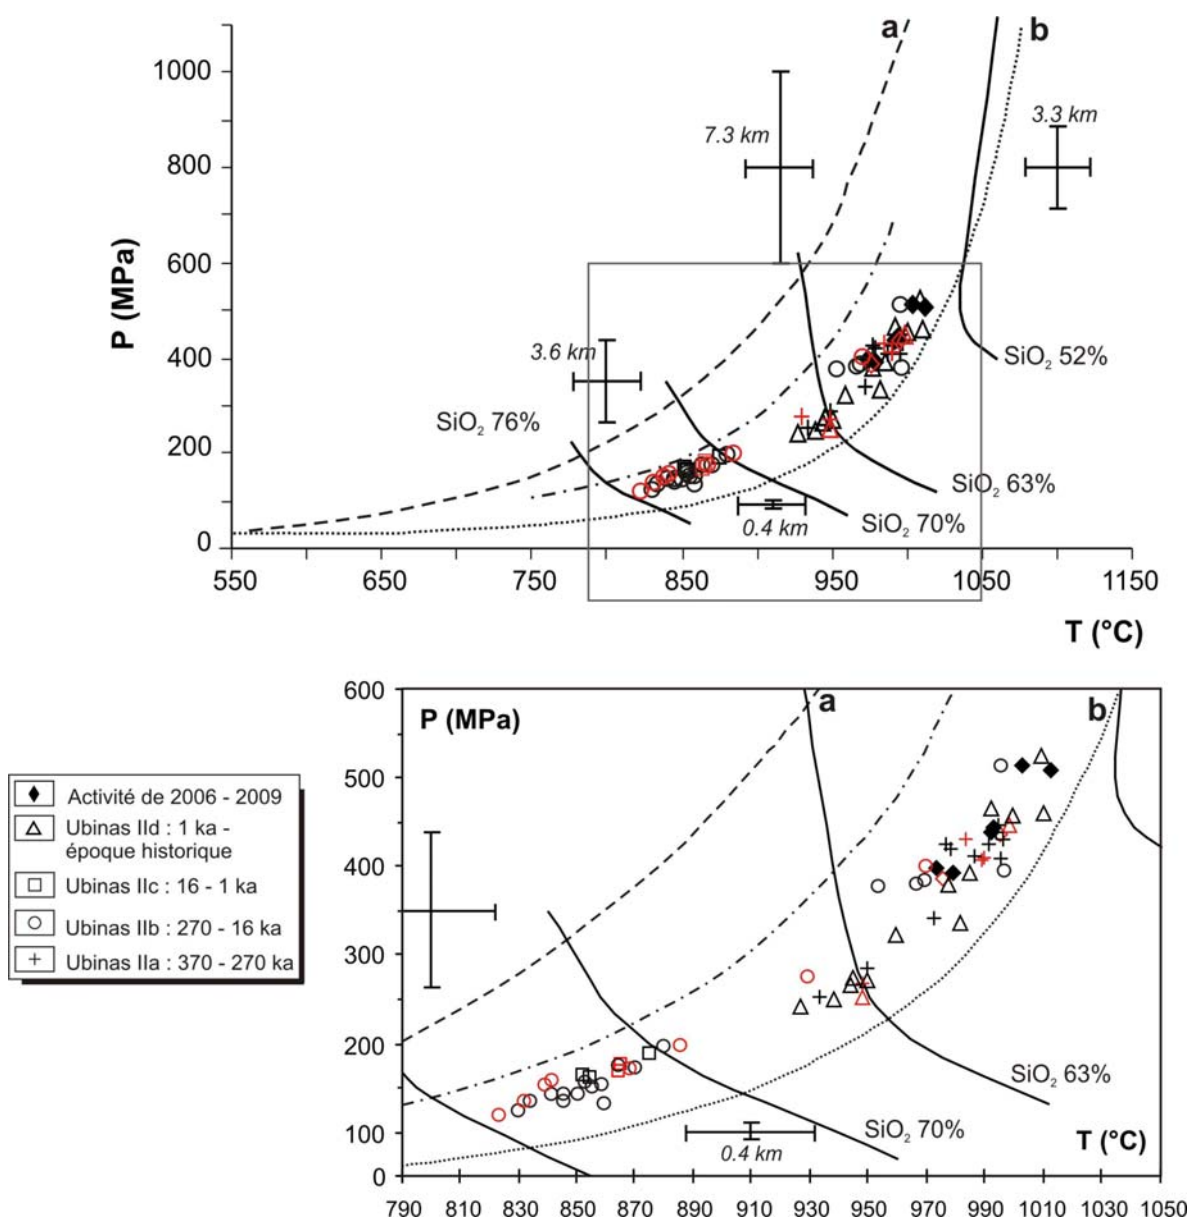 a
b
1000
7.3 km
3.3 km
800
P (MPa)
600
3.6 km
400
SiO2 52%
SiO2 76%
200
SiO2 63%
0.4 km
SiO2 70%
0
550
650
750
850
950
1050
1150
T (°C)
600
P (MPa)
a
b
500
400
300
200
100
0
SiO2 63%
SiO2 70%
T (°C)
0.4 km
790 810 830 850 870 890 910 930 950 970 990 1010 1030 1050
Activité de 2006 - 2009
Ubinas IId : 1 ka -
époque historique
Ubinas IIc : 16 - 1 ka
Ubinas IIb : 270 - 16 ka
Ubinas IIa : 370 - 270 ka